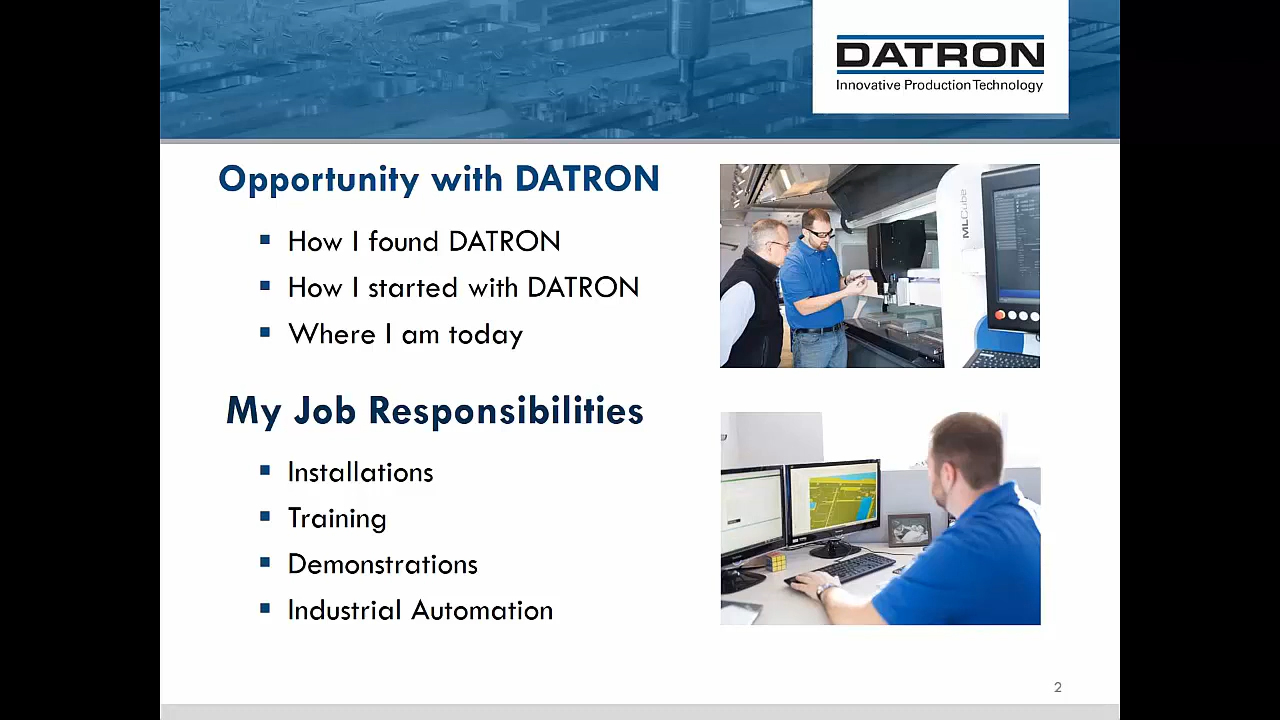 DATRON
Innovative Production Technology
Opportunity with DATRON
How I found DATRON
How I started with DATRON
Where I am today
MLCube
My Job Responsibilities
Installations
Training
Demonstrations
Industrial Automation
2